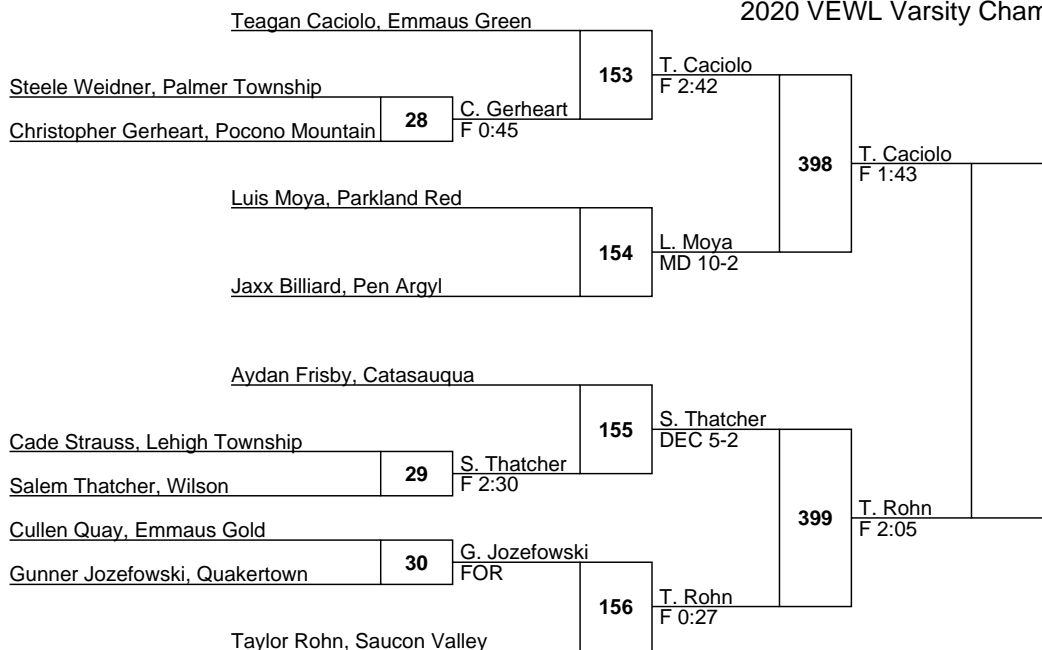 2020 VEWL Varsity Cham
Teagan Caciolo, Emmaus Green
153
T. Caciolo
F 2:42
Steele Weidner, Palmer Township
28
C. Gerheart
F 0:45
Christopher Gerheart, Pocono Mountain
398
T. Caciolo
F 1:43
Luis Moya, Parkland Red
154
L. Moya
MD 10-2
Jaxx Billiard, Pen Argyl
Aydan Frisby, Catasauqua
155
S. Thatcher
DEC 5-2
Cade Strauss, Lehigh Township
29
S. Thatcher
F 2:30
Salem Thatcher, Wilson
399
T. Rohn
F 2:05
Cullen Quay, Emmaus Gold
30
G. Jozefowski
FOR
Gunner Jozefowski, Quakertown
156
T. Rohn
F 0:27
Taylor Rohn, Saucon Valley